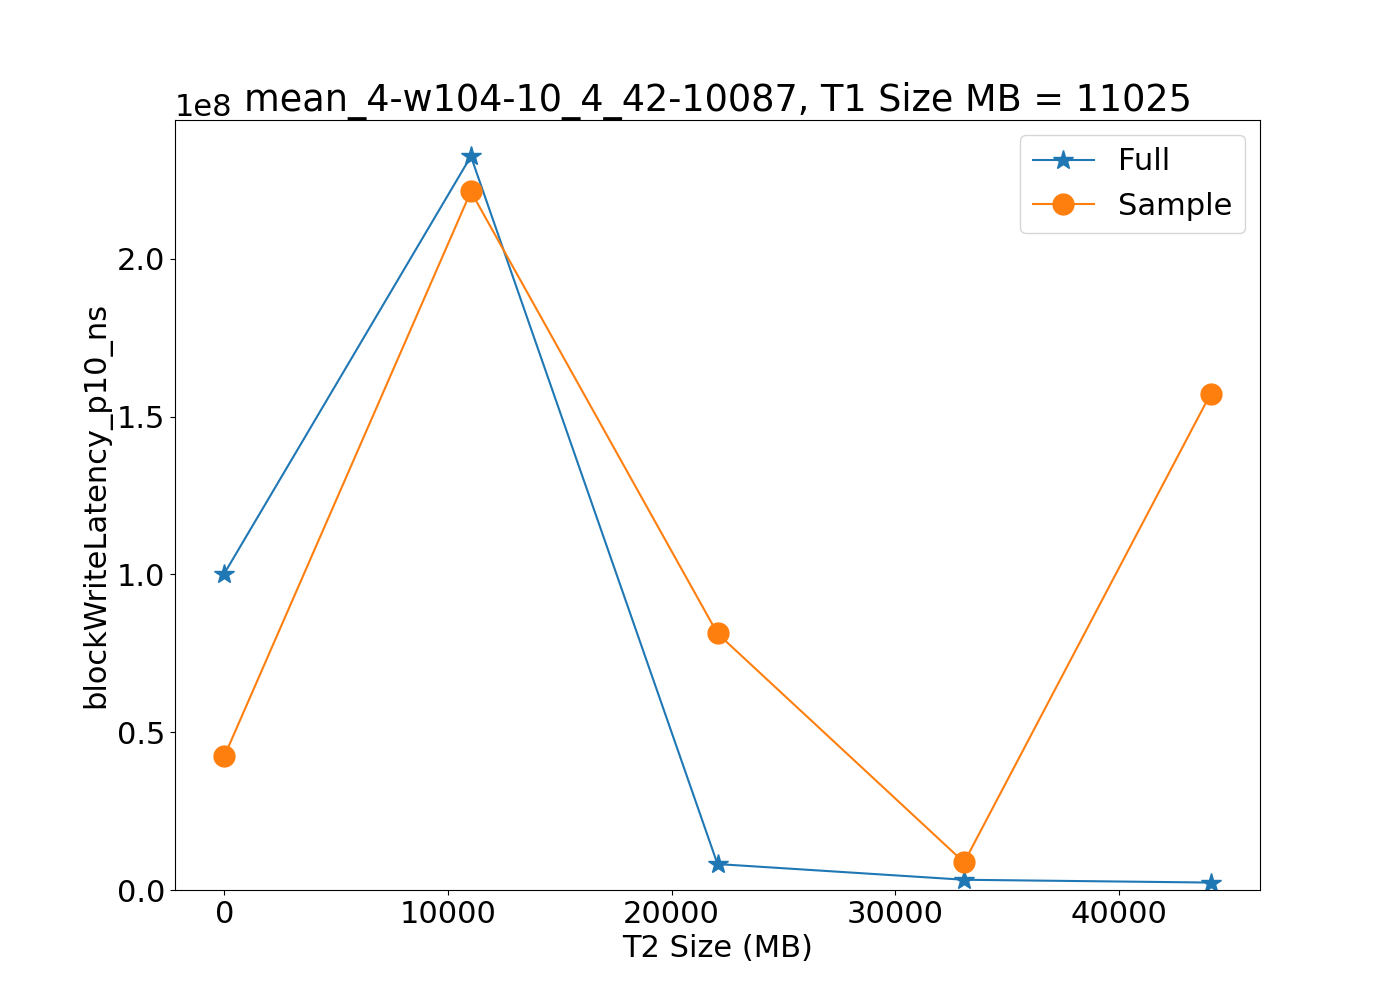 1e8
mean_4-w104-10_4_42-10087, T1 Size MB = 11025
Full
Sample
blockWriteLatency_p10_ns
2.0
1.5
1.0
0.5
0.0
0 10000 20000 30000 40000
T2 Size (MB)